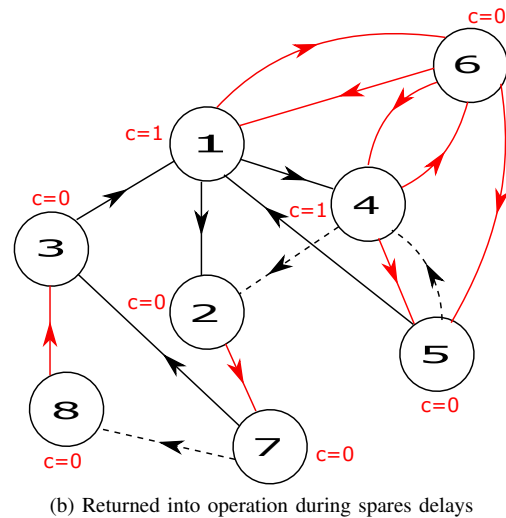 c=0
6
c=1
1
c=0
c=1
4
3
c=0
2
5
c=0
8
7
c=0
c=0
(b) Returned into operation during spares delays